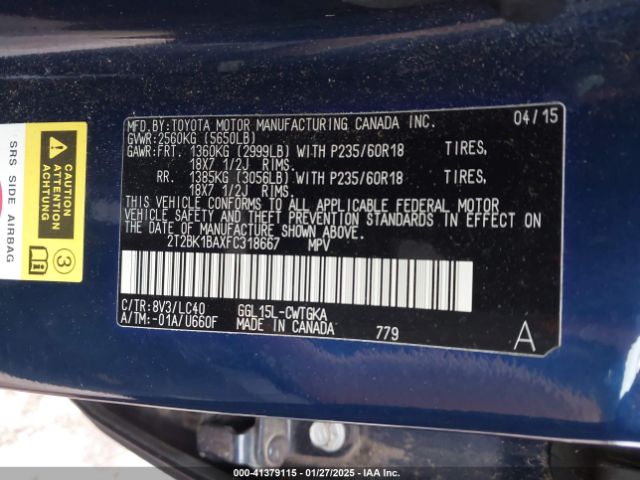 MFD.BY:TOYOTA MOTOR MANUFACTURING CANADA INC. 04/15
GVWR:2560KG (5650LB)
GAWR:FRT. 1360KG (2999LB) WITH P235/60R18 TIRES,
18X7 1/2J RIMS.
RR. 1385KG (3056LB) WITH P235/60R18 TIRES,
18X7 1/2J RIMS.
THIS VEHICLE CONFORMS TO ALL APPLICABLE FEDERAL MOTOR
VEHICLE SAFETY AND THEFT PREVENTION STANDARDS IN EFFECT
ON THE DATE OF MANUFACTURE SHOWN ABOVE.
2T2BK1BAXFC318667 MPV
C/TR:8V3/LC40 GGL15L-CWTGKA
A/TM:-01A/U660F MADE IN CANADA 779 A
SRS SIDE AIRBAG
CAUTION
ATTENTION
ACHTUNG
3
000-41379115 - 01/27/2025 - IAA Inc.